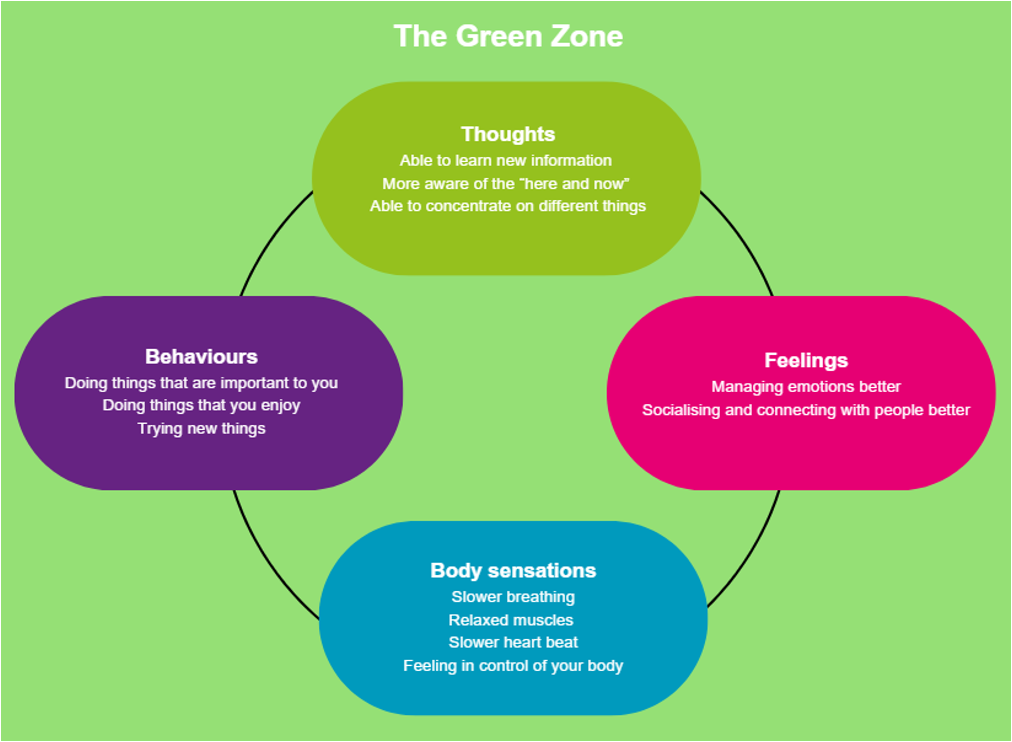 The Green Zone
Thoughts
Able to learn new information
More aware of the “here and now”
Able to concentrate on different things
Behaviours
Doing things that are important to you
Doing things that you enjoy
Trying new things
Feelings
Managing emotions better
Socialising and connecting with people better
Body sensations
Slower breathing
Relaxed muscles
Slower heart beat
Feeling in control of your body